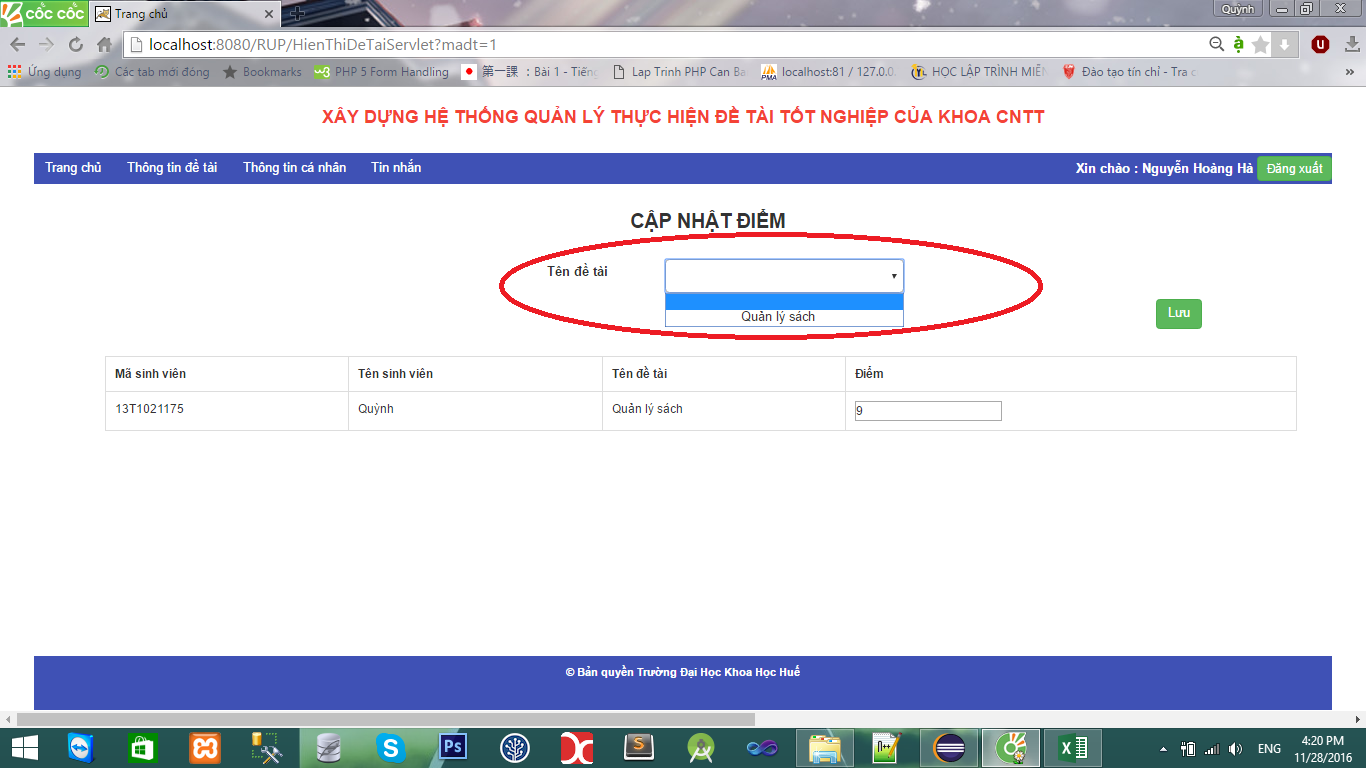 CỐC CỐC
Trang chủ
Quỳnh
localhost:8080/RUP/HienThiDeTaiServlet?madt=1
Ứng dụng
Các tab mới đóng
Bookmarks
PHP 5 Form Handling
第一課 : Bài 1 - Tiếng
Lap Trinh PHP Can Ba
localhost:81 / 127.0.0.
HỌC LẬP TRÌNH MIỄN
Đào tạo tín chỉ - Tra c
»
XÂY DỰNG HỆ THỐNG QUẢN LÝ THỰC HIỆN ĐỀ TÀI TỐT NGHIỆP CỦA KHOA CNTT
Trang chủ
Thông tin đề tài
Thông tin cá nhân
Tin nhắn
Xin chào : Nguyễn Hoàng Hà
Đăng xuất
CẬP NHẬT ĐIỂM
Tên đề tài
Quản lý sách
Lưu
Mã sinh viên Tên sinh viên Tên đề tài Điểm
13T1021175 Quỳnh Quản lý sách 9
© Bản quyền Trường Đại Học Khoa Học Huế
ENG
4:20 PM
11/28/2016